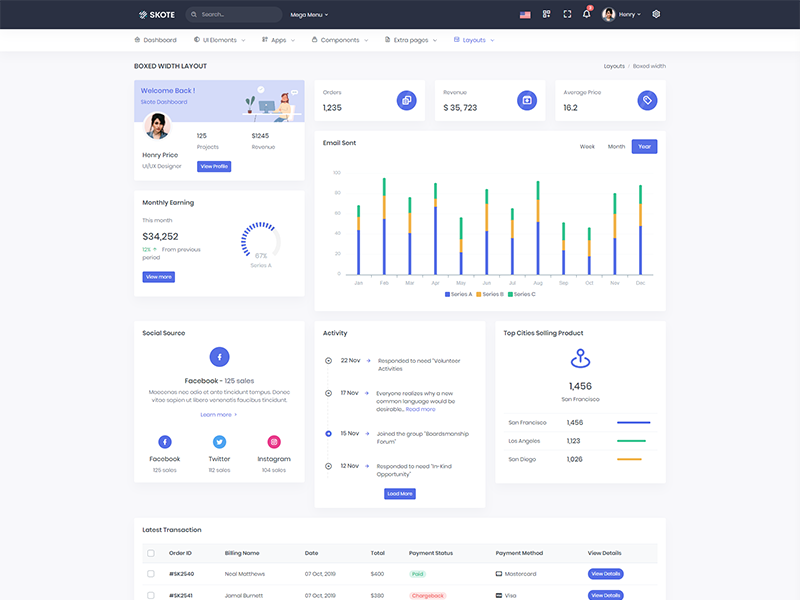 SKOTE Search... Mega Menu 3 Henry
Dashboard UI Elements Apps Components Extra pages Layouts
BOXED WIDTH LAYOUT
Layouts / Boxed width
Welcome Back !
Skote Dashboard
125
Projects
$1245
Revenue
Henry Price
UI/UX Designer
View Profile
Orders
1,235
Revenue
$ 35, 723
Average Price
16.2
Monthly Earning
This month
$34,252
12% From previous
period
View more
67%
Series A
Email Sent
Week Month Year
100
80
60
40
20
0
Jan Feb Mar Apr May Jun Jul Aug Sep Oct Nov Dec
Series A Series B Series C
Social Source
Facebook - 125 sales
Maecenas nec odio et ante tincidunt tempus. Donec
vitae sapien ut libero venenatis faucibus tincidunt.
Learn more
Facebook
125 sales
Twitter
112 sales
Instagram
104 sales
Activity
22 Nov Responded to need "Volunteer
Activities
17 Nov Everyone realizes why a new
common language would be
desirable... Read more
15 Nov Joined the group "Boardsmanship
Forum"
12 Nov Responded to need "In-Kind
Opportunity"
Load More
Top Cities Selling Product
1,456
San Francisco
San Francisco 1,456
Los Angeles 1,123
San Diego 1,026
Latest Transaction
Order ID Billing Name Date Total Payment Status Payment Method View Details
#SK2540 Neal Matthews 07 Oct, 2019 $400 Paid Mastercard View Details
#SK2541 Jamal Burnett 07 Oct, 2019 $380 Chargeback Visa View Details